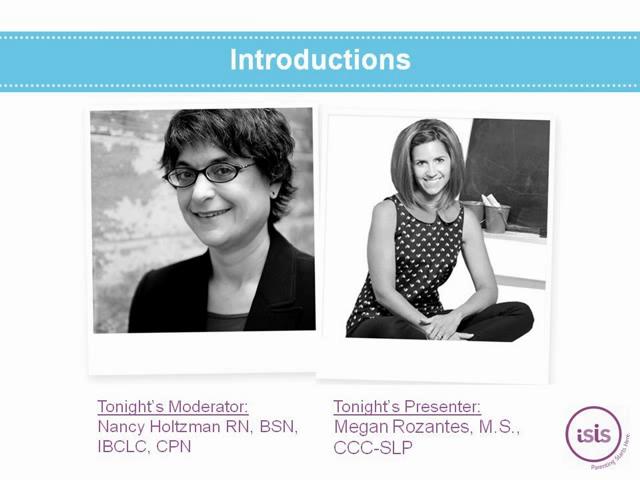 Introductions
Tonight's Moderator:
Nancy Holtzman RN, BSN,
IBCLC, CPN
Tonight's Presenter:
Megan Rozantes, M.S.,
CCC-SLP
isis
Parenting Starts Here.